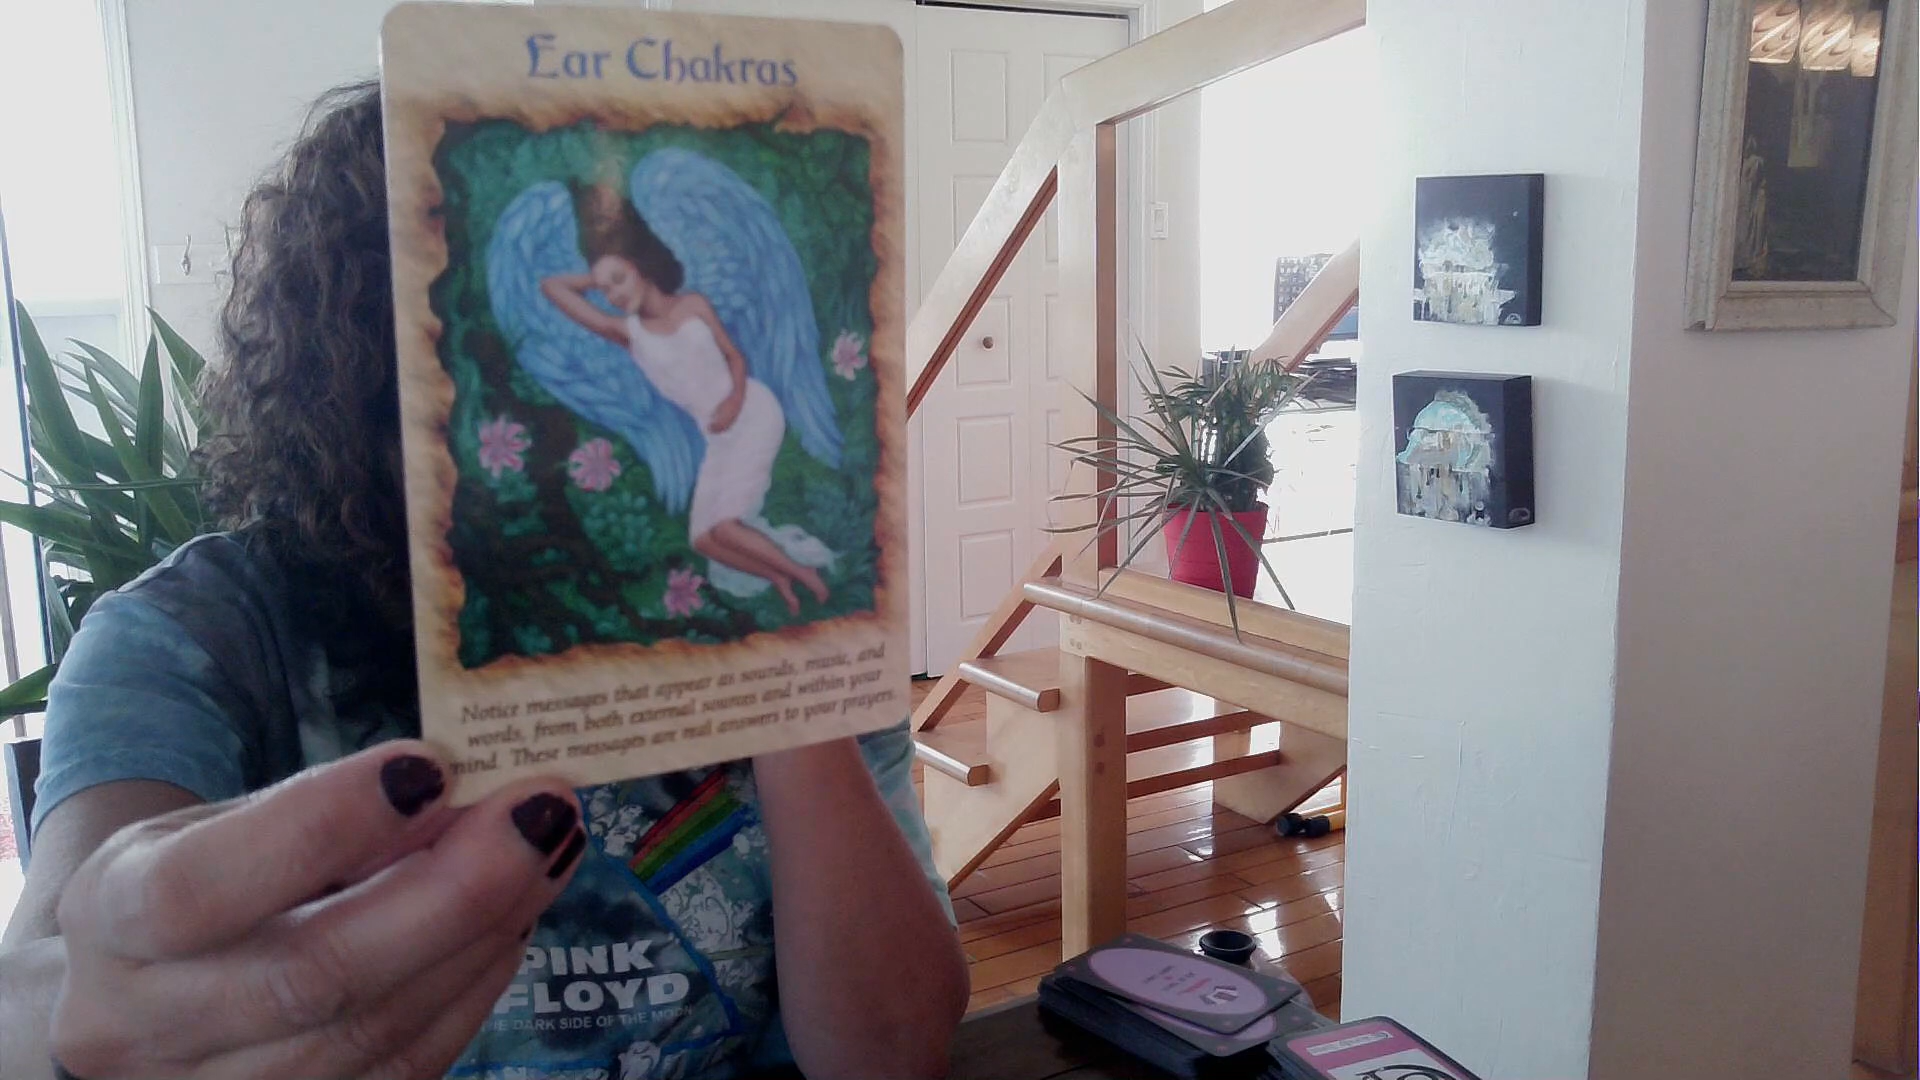 Ear Chakras
Notice messages that appear as sounds, music, and
words, from both external sources and within your
mind. These messages are real answers to your prayers.
PINK
FLOYD
THE DARK SIDE OF THE MOON